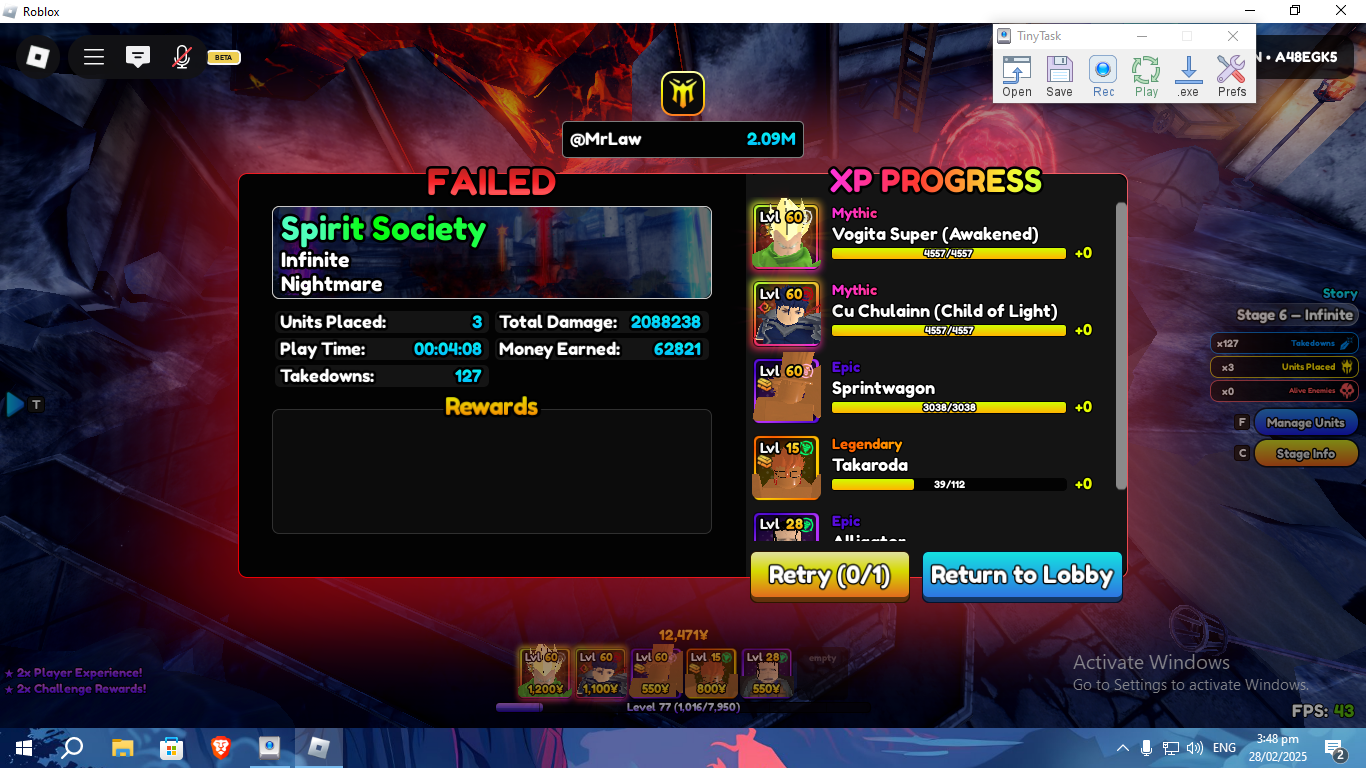 Roblox
TinyTask
Open Save Rec Play .exe Prefs
BETA
N • A48EGK5
@MrLaw 2.09M
FAILED
Spirit Society
Infinite
Nightmare
Units Placed: 3 Total Damage: 2088238
Play Time: 00:04:08 Money Earned: 62821
Takedowns: 127
Rewards
XP PROGRESS
Lvl 60 Mythic
Vogita Super (Awakened)
4557/4557 +0
Lvl 60 Mythic
Cu Chulainn (Child of Light)
4557/4557 +0
Lvl 60 Epic
Sprintwagon
3038/3038 +0
Lvl 15 Legendary
Takaroda
39/112 +0
Lvl 28 Epic
Alligator
Retry (0/1) Return to Lobby
Story
Stage 6 – Infinite
x127 Takedowns
x3 Units Placed
x0 Alive Enemies
F Manage Units
C Stage Info
T
12,471¥
Lvl 60 Lvl 60 Lvl 60 Lvl 15 Lvl 28 empty
1,200¥ 1,100¥ 550¥ 800¥ 550¥
Level 77 (1,016/7,950)
★ 2x Player Experience!
★ 2x Challenge Rewards!
Activate Windows
Go to Settings to activate Windows.
FPS: 43
ENG
3:48 pm
28/02/2025
2